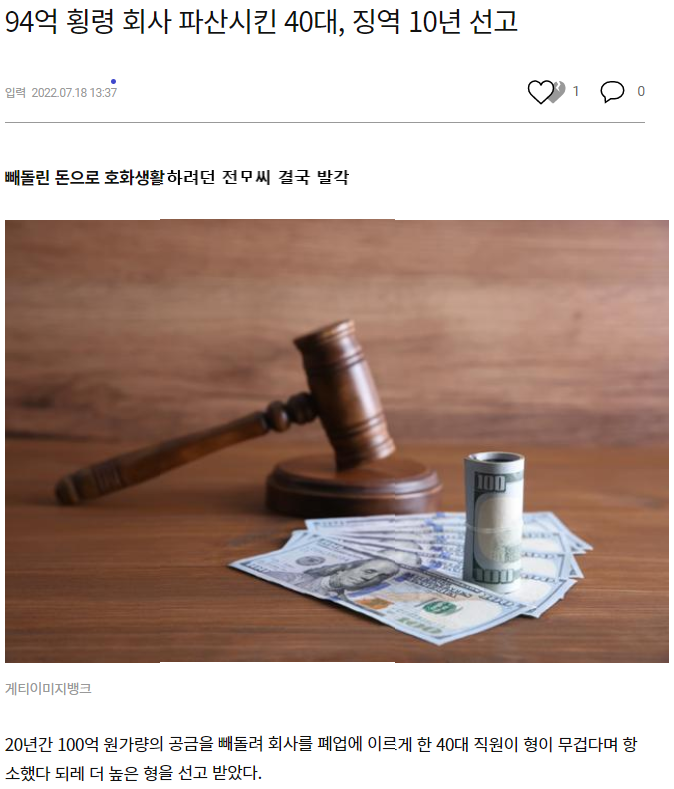 94억 횡령 회사 파산시킨 40대, 징역 10년 선고
입력 2022.07.18 13:37
1 0
빼돌린 돈으로 호화생활하려던 전모씨 결국 발각
100
100
게티이미지뱅크
20년간 100억 원가량의 공금을 빼돌려 회사를 폐업에 이르게 한 40대 직원이 형이 무겁다며 항
소했다 되레 더 높은 형을 선고 받았다.